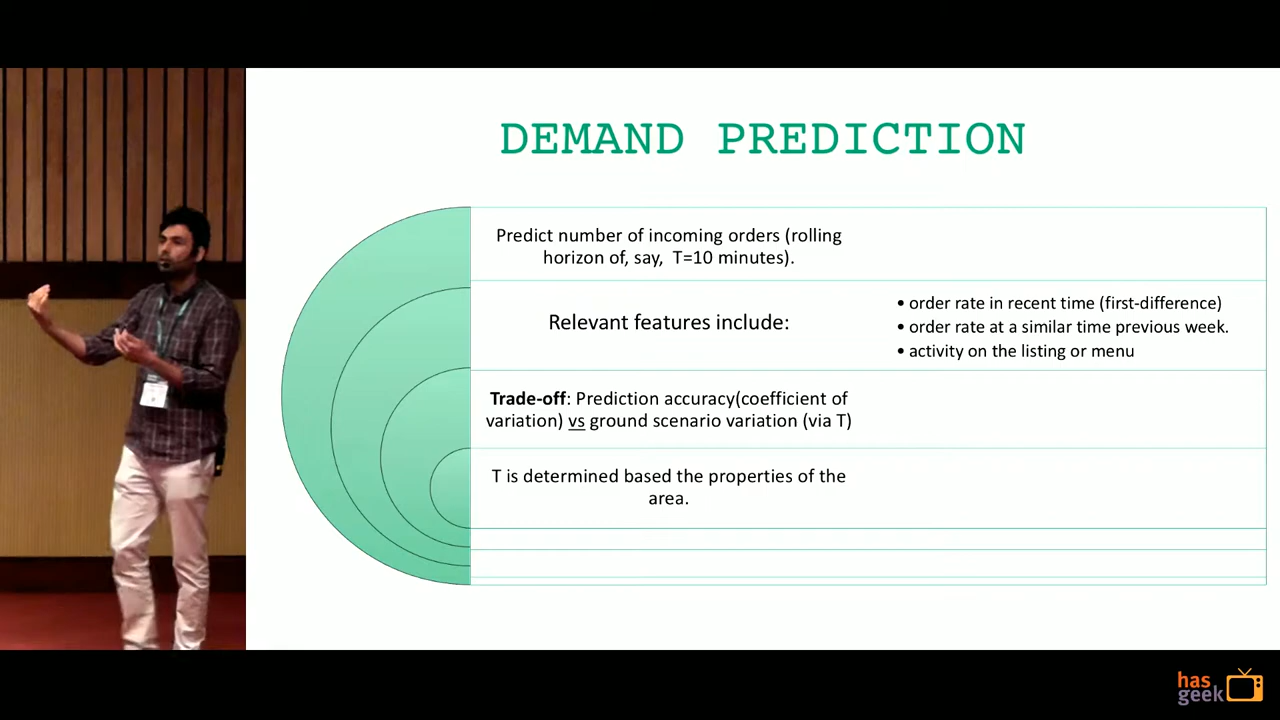 DEMAND PREDICTION
Predict number of incoming orders (rolling
horizon of, say, T=10 minutes).
Relevant features include:
• order rate in recent time (first-difference)
• order rate at a similar time previous week.
• activity on the listing or menu
Trade-off: Prediction accuracy(coefficient of
variation) vs ground scenario variation (via T)
T is determined based the properties of the
area.
has
geek